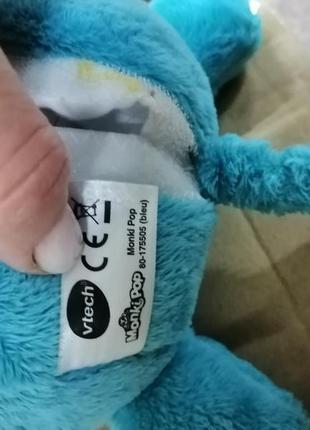 Monki Pop
80-175505 (bleu)
CE
vtech
Monki Pop